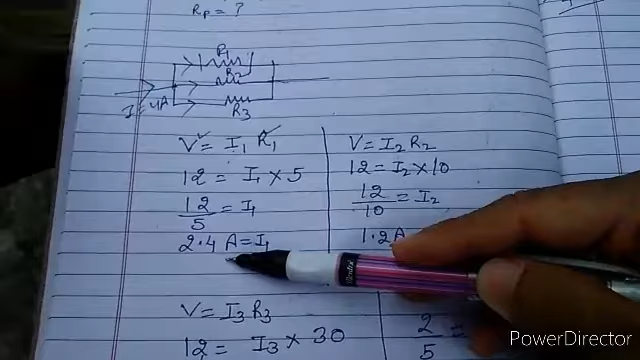 Rp = ?
R1
R2
R3
I = 4A
V = I1 R1
12 = I1 × 5
12/5 = I1
2.4 A = I1
V = I2 R2
12 = I2 × 10
12/10 = I2
1.2 A
V = I3 R3
12 = I3 × 30
2/5 =
PowerDirector